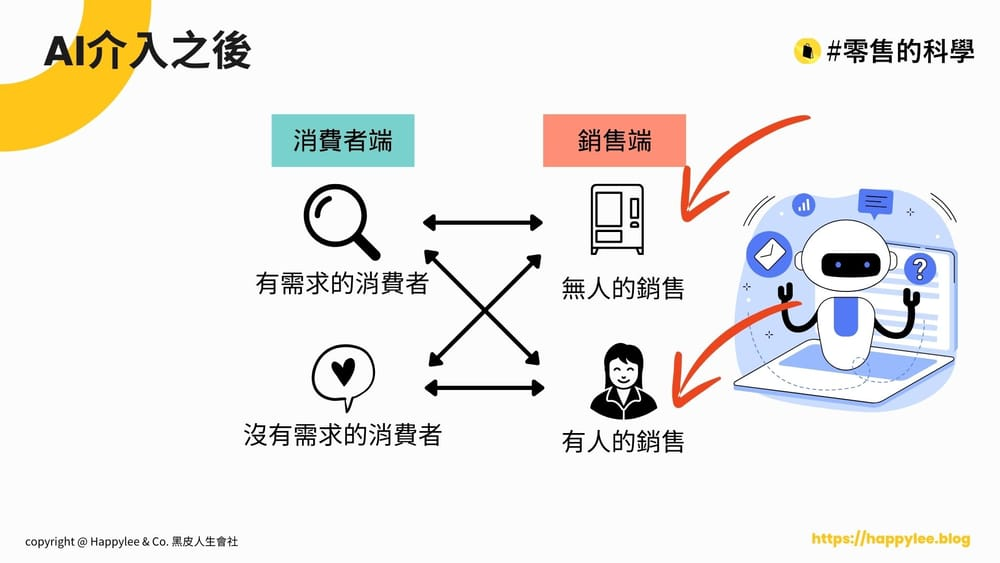 AI介入之後
#零售的科學
消費者端
銷售端
有需求的消費者
無人的銷售
?
沒有需求的消費者
有人的銷售
copyright @ Happylee & Co. 黑皮人生會社
https://happylee.blog